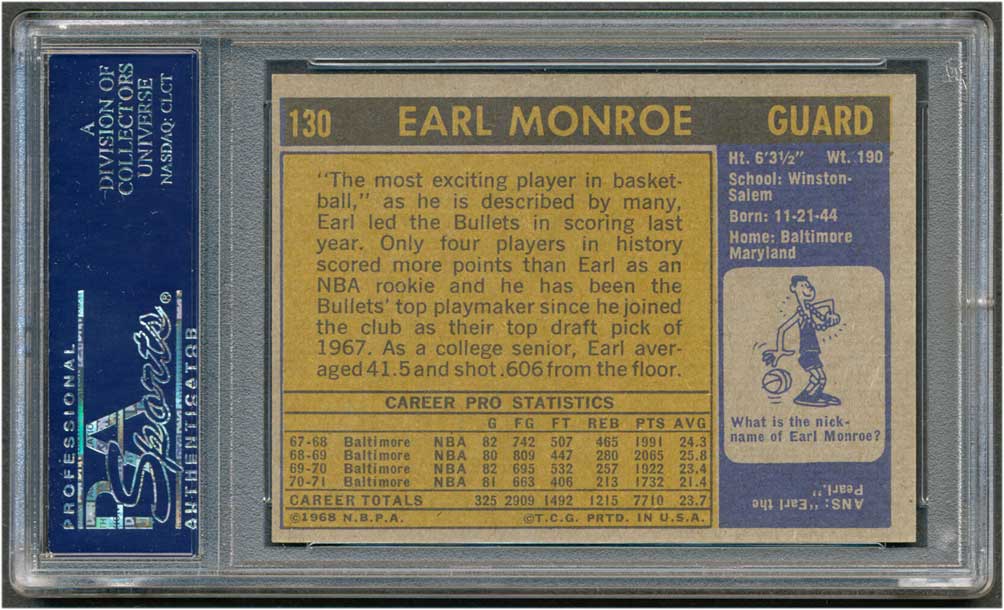 A
DIVISION OF
COLLECTORS
UNIVERSE
NASDAQ: CLCT
PROFESSIONAL
PSA
Sports®
AUTHENTICATOR
130 EARL MONROE GUARD
"The most exciting player in basket-
ball," as he is described by many,
Earl led the Bullets in scoring last
year. Only four players in history
scored more points than Earl as an
NBA rookie and he has been the
Bullets' top playmaker since he joined
the club as their top draft pick of
1967. As a college senior, Earl aver-
aged 41.5 and shot .606 from the floor.
CAREER PRO STATISTICS
G FG FT REB PTS AVG
67-68 Baltimore NBA 82 742 507 465 1991 24.3
68-69 Baltimore NBA 80 809 447 280 2065 25.8
69-70 Baltimore NBA 82 695 532 257 1922 23.4
70-71 Baltimore NBA 81 663 406 213 1732 21.4
CAREER TOTALS 325 2909 1492 1215 7710 23.7
©1968 N.B.P.A. ©T.C.G. PRTD. IN U.S.A.
Ht. 6'3½" Wt. 190
School: Winston-
Salem
Born: 11-21-44
Home: Baltimore
Maryland
What is the nick-
name of Earl Monroe?
ANS: "Earl the
Pearl."